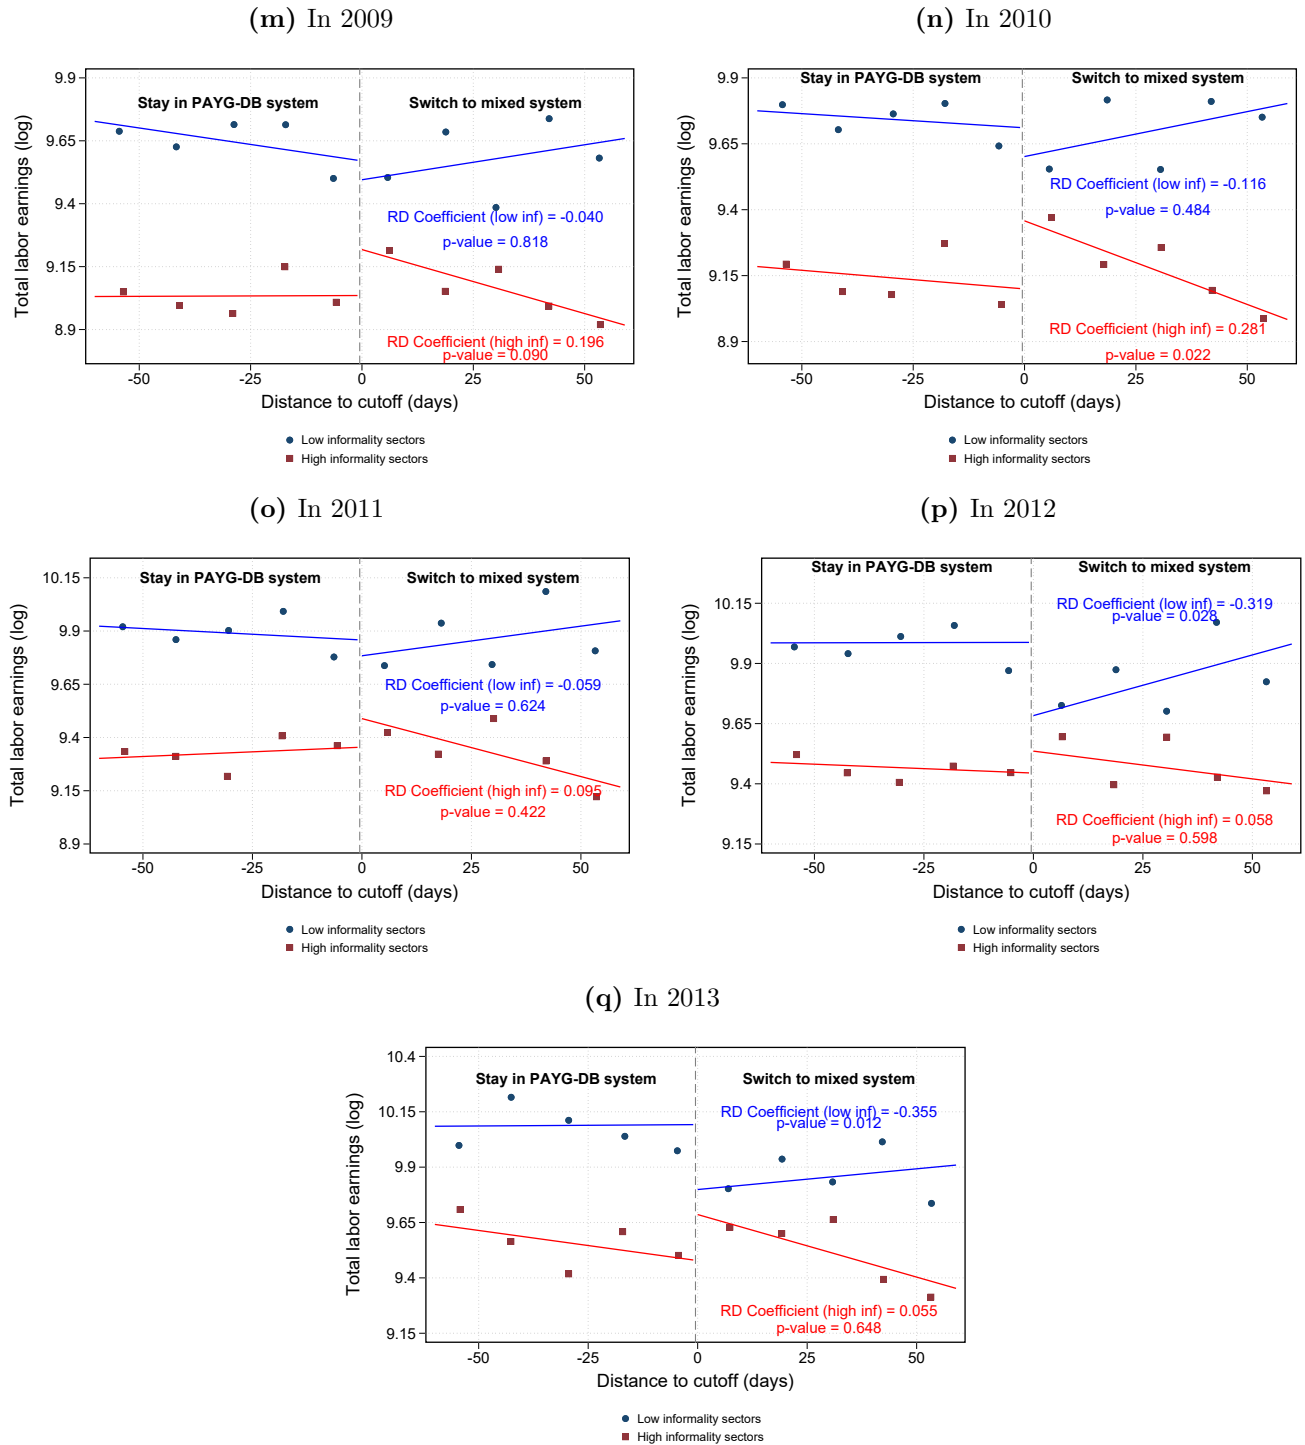 (m) In 2009
9.9
9.65
9.4
9.15
8.9
Total labor earnings (log)
Stay in PAYG-DB system
Switch to mixed system
RD Coefficient (low inf) = -0.040
p-value = 0.818
RD Coefficient (high inf) = 0.196
p-value = 0.090
-50 -25 0 25 50
Distance to cutoff (days)
Low informality sectors
High informality sectors
(n) In 2010
9.9
9.65
9.4
9.15
8.9
Total labor earnings (log)
Stay in PAYG-DB system
Switch to mixed system
RD Coefficient (low inf) = -0.116
p-value = 0.484
RD Coefficient (high inf) = 0.281
p-value = 0.022
-50 -25 0 25 50
Distance to cutoff (days)
Low informality sectors
High informality sectors
(o) In 2011
10.15
9.9
9.65
9.4
9.15
8.9
Total labor earnings (log)
Stay in PAYG-DB system
Switch to mixed system
RD Coefficient (low inf) = -0.059
p-value = 0.624
RD Coefficient (high inf) = 0.095
p-value = 0.422
-50 -25 0 25 50
Distance to cutoff (days)
Low informality sectors
High informality sectors
(p) In 2012
10.15
9.9
9.65
9.4
9.15
Total labor earnings (log)
Stay in PAYG-DB system
Switch to mixed system
RD Coefficient (low inf) = -0.319
p-value = 0.028
RD Coefficient (high inf) = 0.058
p-value = 0.598
-50 -25 0 25 50
Distance to cutoff (days)
Low informality sectors
High informality sectors
(q) In 2013
10.4
10.15
9.9
9.65
9.4
9.15
Total labor earnings (log)
Stay in PAYG-DB system
Switch to mixed system
RD Coefficient (low inf) = -0.355
p-value = 0.012
RD Coefficient (high inf) = 0.055
p-value = 0.648
-50 -25 0 25 50
Distance to cutoff (days)
Low informality sectors
High informality sectors